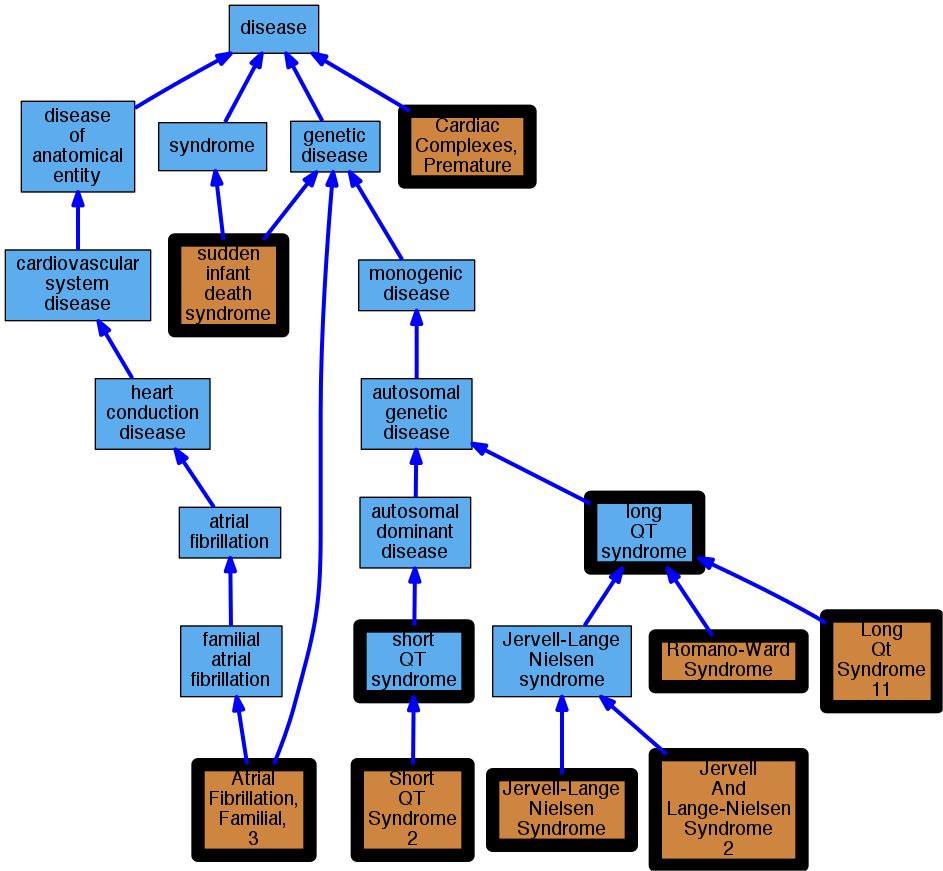 disease
disease
of
anatomical
entity
syndrome
genetic
disease
Cardiac
Complexes,
Premature
cardiovascular
system
disease
sudden
infant
death
syndrome
monogenic
disease
heart
conduction
disease
autosomal
genetic
disease
atrial
fibrillation
autosomal
dominant
disease
long
QT
syndrome
familial
atrial
fibrillation
short
QT
syndrome
Jervell-Lange
Nielsen
syndrome
Romano-Ward
Syndrome
Long
Qt
Syndrome
11
Atrial
Fibrillation,
Familial,
3
Short
QT
Syndrome
2
Jervell-Lange
Nielsen
Syndrome
Jervell
And
Lange-Nielsen
Syndrome
2